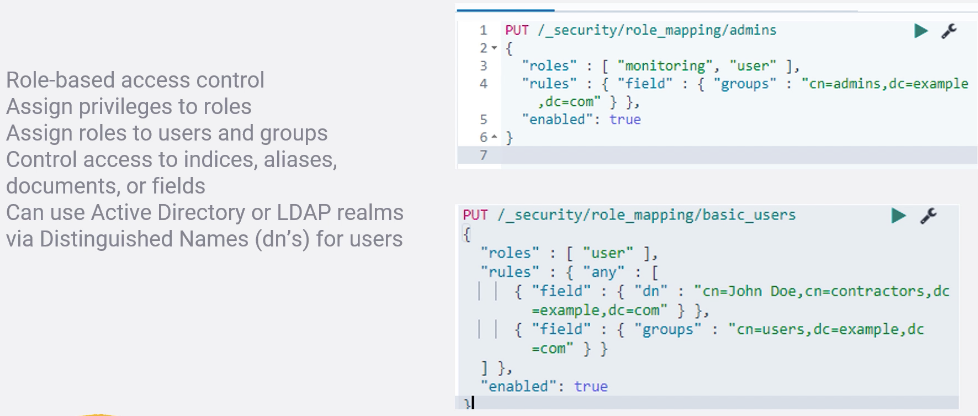 Role-based access control
Assign privileges to roles
Assign roles to users and groups
Control access to indices, aliases,
documents, or fields
Can use Active Directory or LDAP realms
via Distinguished Names (dn's) for users
1 PUT /_security/role_mapping/admins
2 {
3 "roles" : [ "monitoring", "user" ],
4 "rules" : { "field" : { "groups" : "cn=admins,dc=example
,dc=com" } },
5 "enabled": true
6 }
7
PUT /_security/role_mapping/basic_users
{
"roles" : [ "user" ],
"rules" : { "any" : [
{ "field" : { "dn" : "cn=John Doe,cn=contractors,dc
=example,dc=com" } },
{ "field" : { "groups" : "cn=users,dc=example,dc
=com" } }
] },
"enabled": true
}